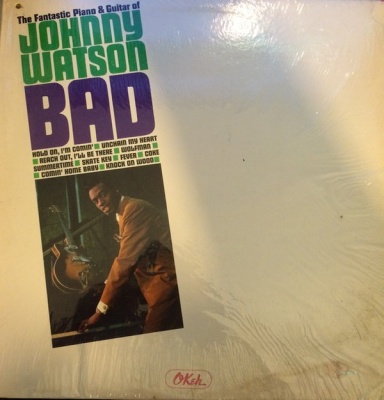 The Fantastic Piano & Guitar of
JOHNNY
WATSON
BAD
HOLD ON, I'M COMIN' ■ UNCHAIN MY HEART
■ REACH OUT, I'LL BE THERE ■ WOLFMAN ■
SUMMERTIME ■ SKATE KEY ■ FEVER ■ COKE
■ COMIN' HOME BABY ■ KNOCK ON WOOD ■
OKeh